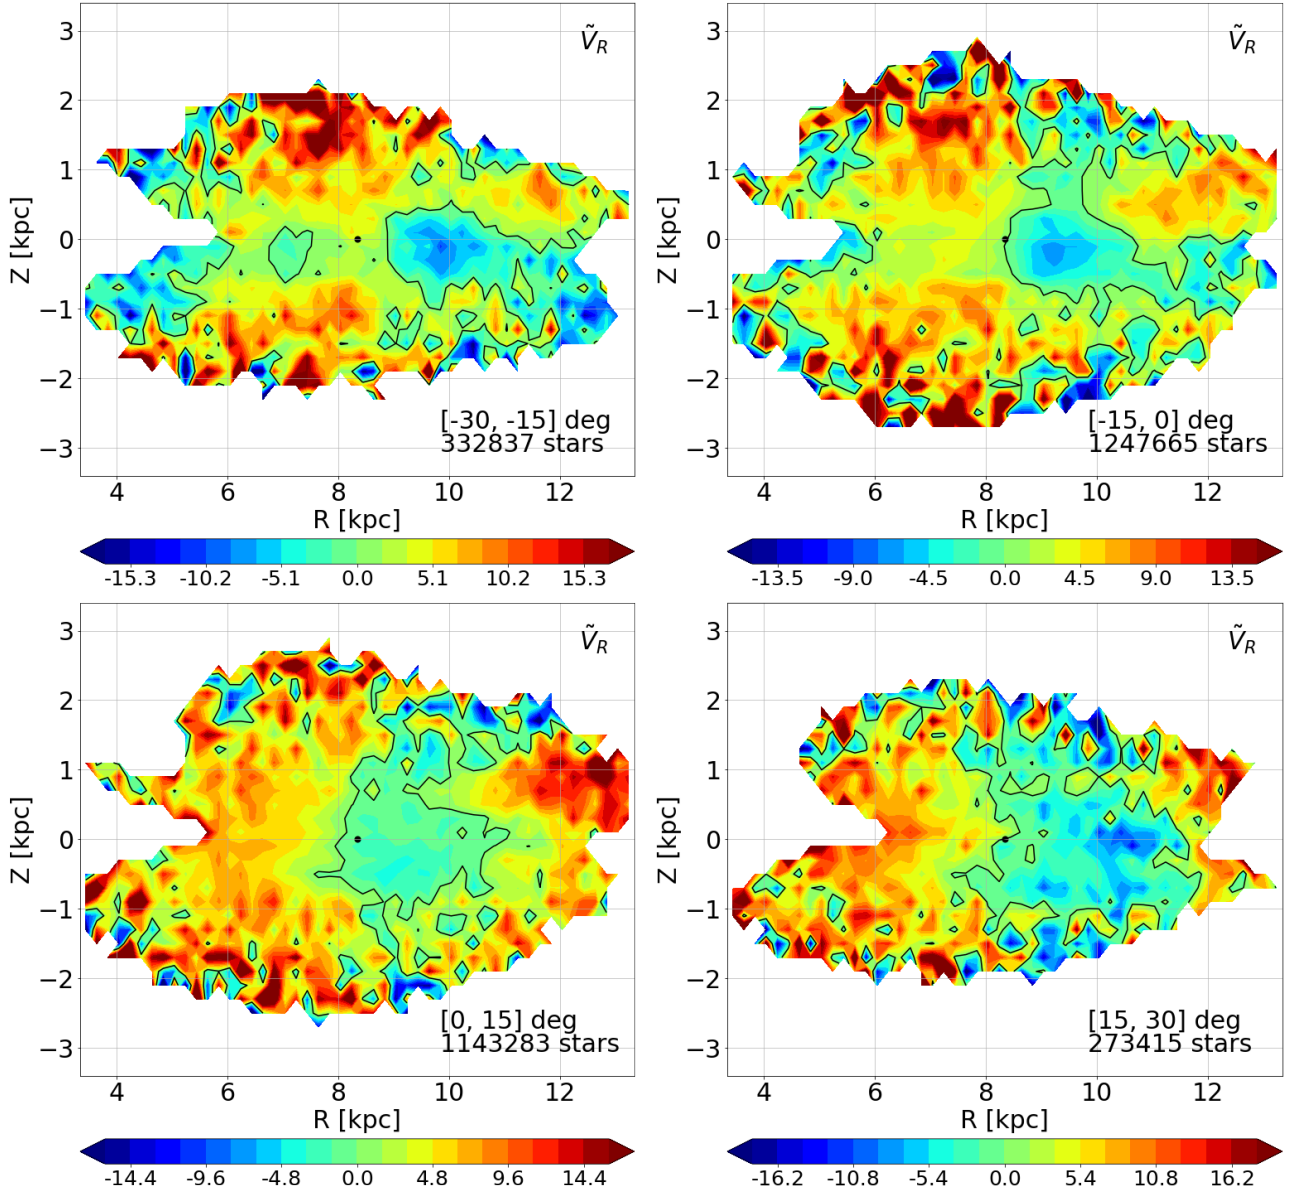 3
2
1
0
−1
−2
−3
Z [kpc]
Ṽ_R
[-30, -15] deg
332837 stars
4 6 8 10 12
R [kpc]
-15.3 -10.2 -5.1 0.0 5.1 10.2 15.3
3
2
1
0
−1
−2
−3
Z [kpc]
Ṽ_R
[-15, 0] deg
1247665 stars
4 6 8 10 12
R [kpc]
-13.5 -9.0 -4.5 0.0 4.5 9.0 13.5
3
2
1
0
−1
−2
−3
Z [kpc]
Ṽ_R
[0, 15] deg
1143283 stars
4 6 8 10 12
R [kpc]
-14.4 -9.6 -4.8 0.0 4.8 9.6 14.4
3
2
1
0
−1
−2
−3
Z [kpc]
Ṽ_R
[15, 30] deg
273415 stars
4 6 8 10 12
R [kpc]
-16.2 -10.8 -5.4 0.0 5.4 10.8 16.2